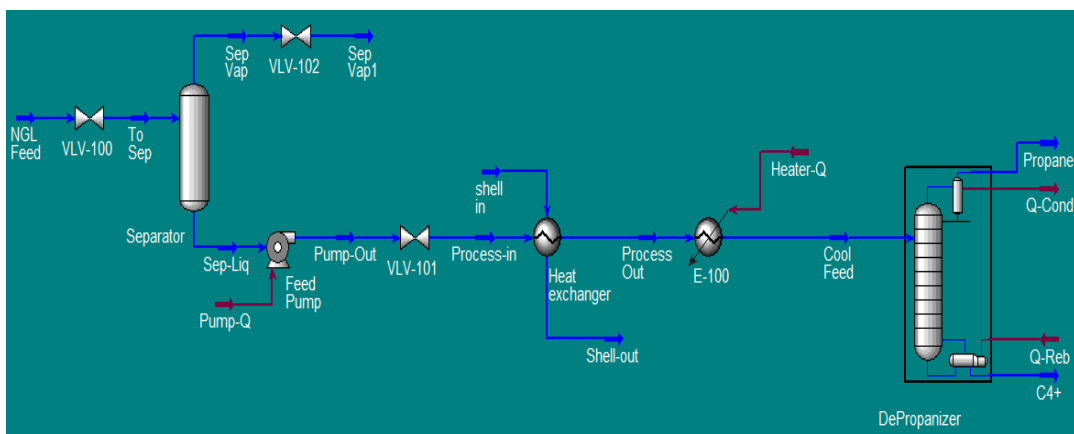 Sep
Vap
VLV-102
Sep
Vap1
NGL
Feed
VLV-100
To
Sep
Separator
Sep-Liq
Pump-Q
Feed
Pump
Pump-Out
VLV-101
Process-in
shell
in
Heat
exchanger
Shell-out
Process
Out
Heater-Q
E-100
Cool
Feed
Propane
Q-Cond
Q-Reb
C4+
DePropanizer